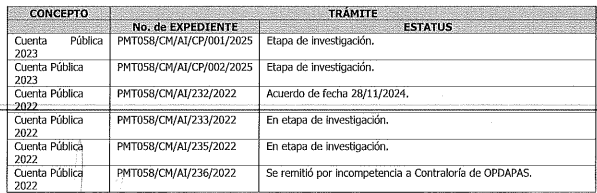 CONCEPTO TRÁMITE
No. de EXPEDIENTE ESTATUS
Cuenta Pública PMT058/CM/AI/CP/001/2025 Etapa de investigación.
2023
Cuenta Pública PMT058/CM/AI/CP/002/2025 Etapa de investigación.
2023
Cuenta Pública PMT058/CM/AI/232/2022 Acuerdo de fecha 28/11/2024.
2022
Cuenta Pública PMT058/CM/AI/233/2022 En etapa de investigación.
2022
Cuenta Pública PMT058/CM/AI/235/2022 En etapa de investigación.
2022
Cuenta Pública PMT058/CM/AI/236/2022 Se remitió por incompetencia a Contraloría de OPDAPAS.
2022